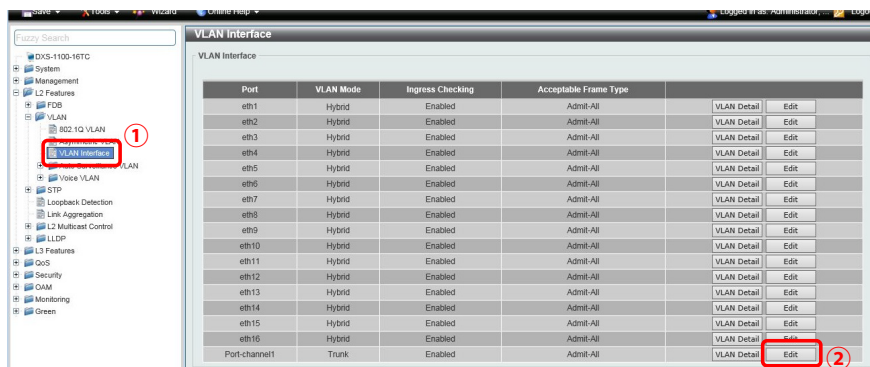 Save Tools Wizard Online Help Logged in as: Administrator, ... Logo
Fuzzy Search
DXS-1100-16TC
System
Management
L2 Features
FDB
VLAN
802.1Q VLAN
Asymmetric VLAN
①
VLAN Interface
Auto Surveillance VLAN
Voice VLAN
STP
Loopback Detection
Link Aggregation
L2 Multicast Control
LLDP
L3 Features
QoS
Security
OAM
Monitoring
Green
VLAN Interface
VLAN Interface
Port VLAN Mode Ingress Checking Acceptable Frame Type
eth1 Hybrid Enabled Admit-All VLAN Detail Edit
eth2 Hybrid Enabled Admit-All VLAN Detail Edit
eth3 Hybrid Enabled Admit-All VLAN Detail Edit
eth4 Hybrid Enabled Admit-All VLAN Detail Edit
eth5 Hybrid Enabled Admit-All VLAN Detail Edit
eth6 Hybrid Enabled Admit-All VLAN Detail Edit
eth7 Hybrid Enabled Admit-All VLAN Detail Edit
eth8 Hybrid Enabled Admit-All VLAN Detail Edit
eth9 Hybrid Enabled Admit-All VLAN Detail Edit
eth10 Hybrid Enabled Admit-All VLAN Detail Edit
eth11 Hybrid Enabled Admit-All VLAN Detail Edit
eth12 Hybrid Enabled Admit-All VLAN Detail Edit
eth13 Hybrid Enabled Admit-All VLAN Detail Edit
eth14 Hybrid Enabled Admit-All VLAN Detail Edit
eth15 Hybrid Enabled Admit-All VLAN Detail Edit
eth16 Hybrid Enabled Admit-All VLAN Detail Edit
Port-channel1 Trunk Enabled Admit-All VLAN Detail Edit
②